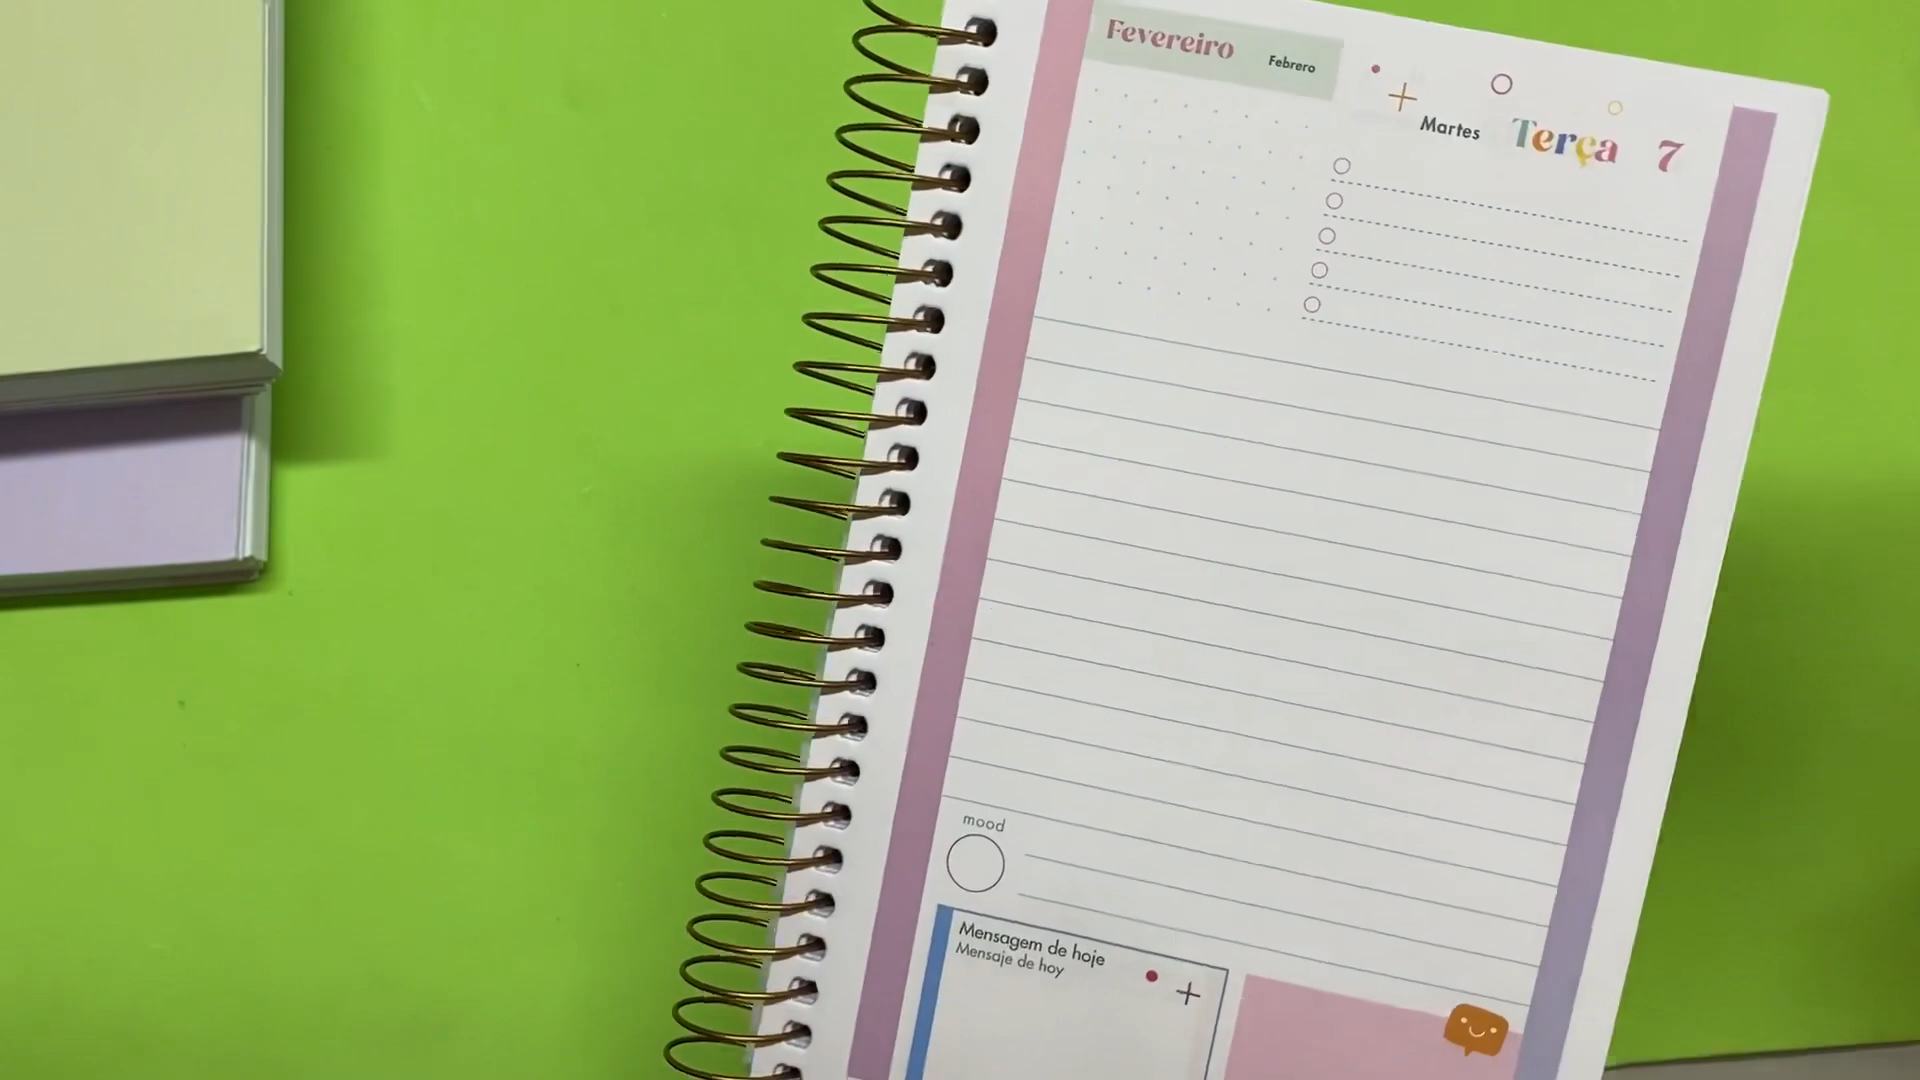 Fevereiro Febrero
Martes Terça 7
mood
Mensagem de hoje
Mensaje de hoy